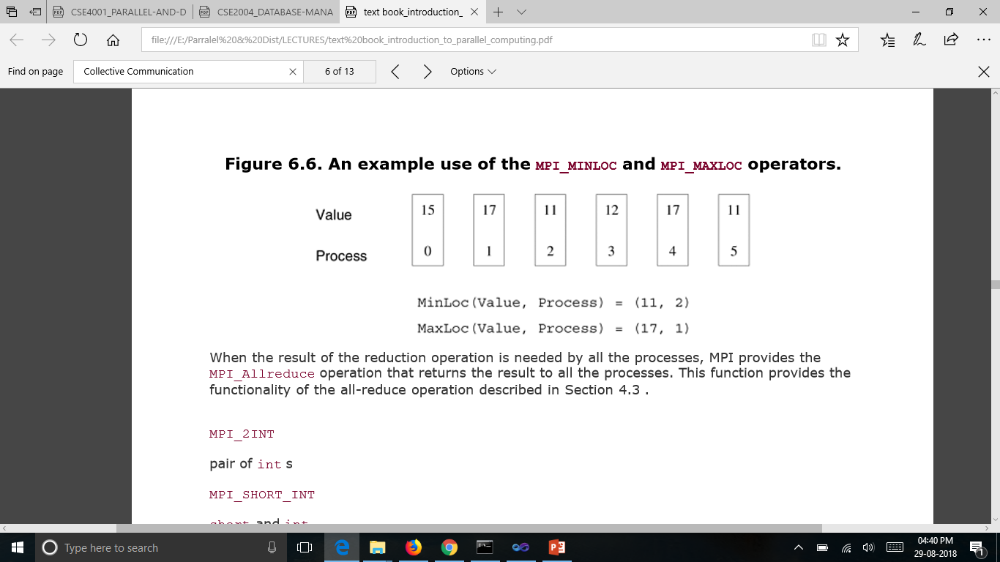 CSE4001_PARALLEL-AND-D
CSE2004_DATABASE-MANA
text book_introduction_
file:///E:/Parralel%20&%20Dist/LECTURES/text%20book_introduction_to_parallel_computing.pdf
Find on page
Collective Communication
6 of 13
Options
Figure 6.6. An example use of the MPI_MINLOC and MPI_MAXLOC operators.
Value 15 17 11 12 17 11
Process 0 1 2 3 4 5
MinLoc(Value, Process) = (11, 2)
MaxLoc(Value, Process) = (17, 1)
When the result of the reduction operation is needed by all the processes, MPI provides the
MPI_Allreduce operation that returns the result to all the processes. This function provides the
functionality of the all-reduce operation described in Section 4.3 .
MPI_2INT
pair of int s
MPI_SHORT_INT
short and int
Type here to search
04:40 PM
29-08-2018
1